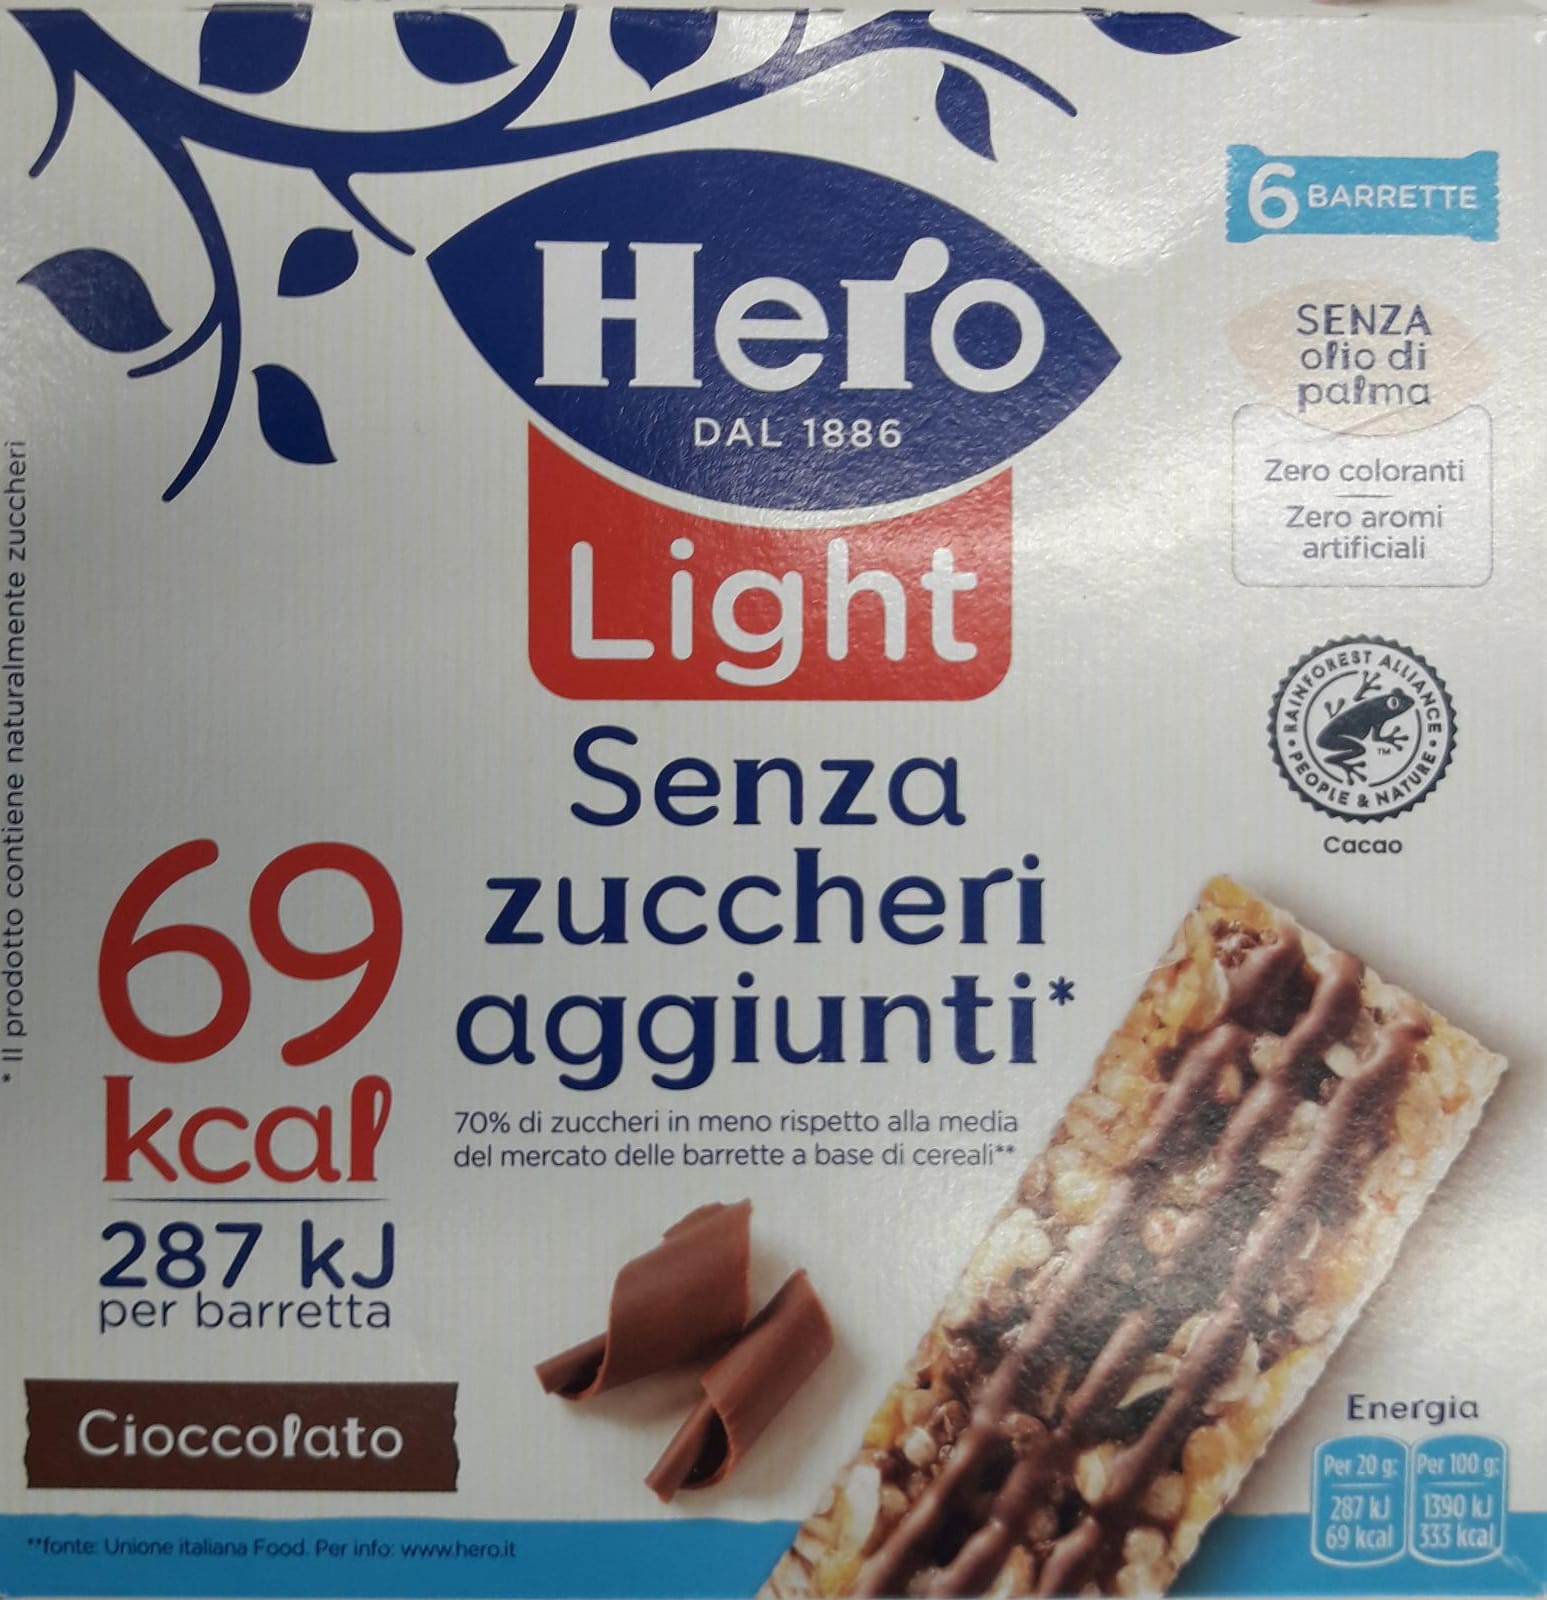 6 BARRETTE
Hero
DAL 1886
Light
SENZA
olio di
palma
Zero coloranti
Zero aromi
artificiali
RAINFOREST ALLIANCE
PEOPLE & NATURE
TM
Cacao
Senza
zuccheri
aggiunti*
70% di zuccheri in meno rispetto alla media
del mercato delle barrette a base di cereali**
69
kcal
287 kJ
per barretta
Cioccolato
* Il prodotto contiene naturalmente zuccheri
Energia
Per 20 g:
287 kJ
69 kcal
Per 100 g:
1390 kJ
333 kcal
**fonte: Unione italiana Food. Per info: www.hero.it